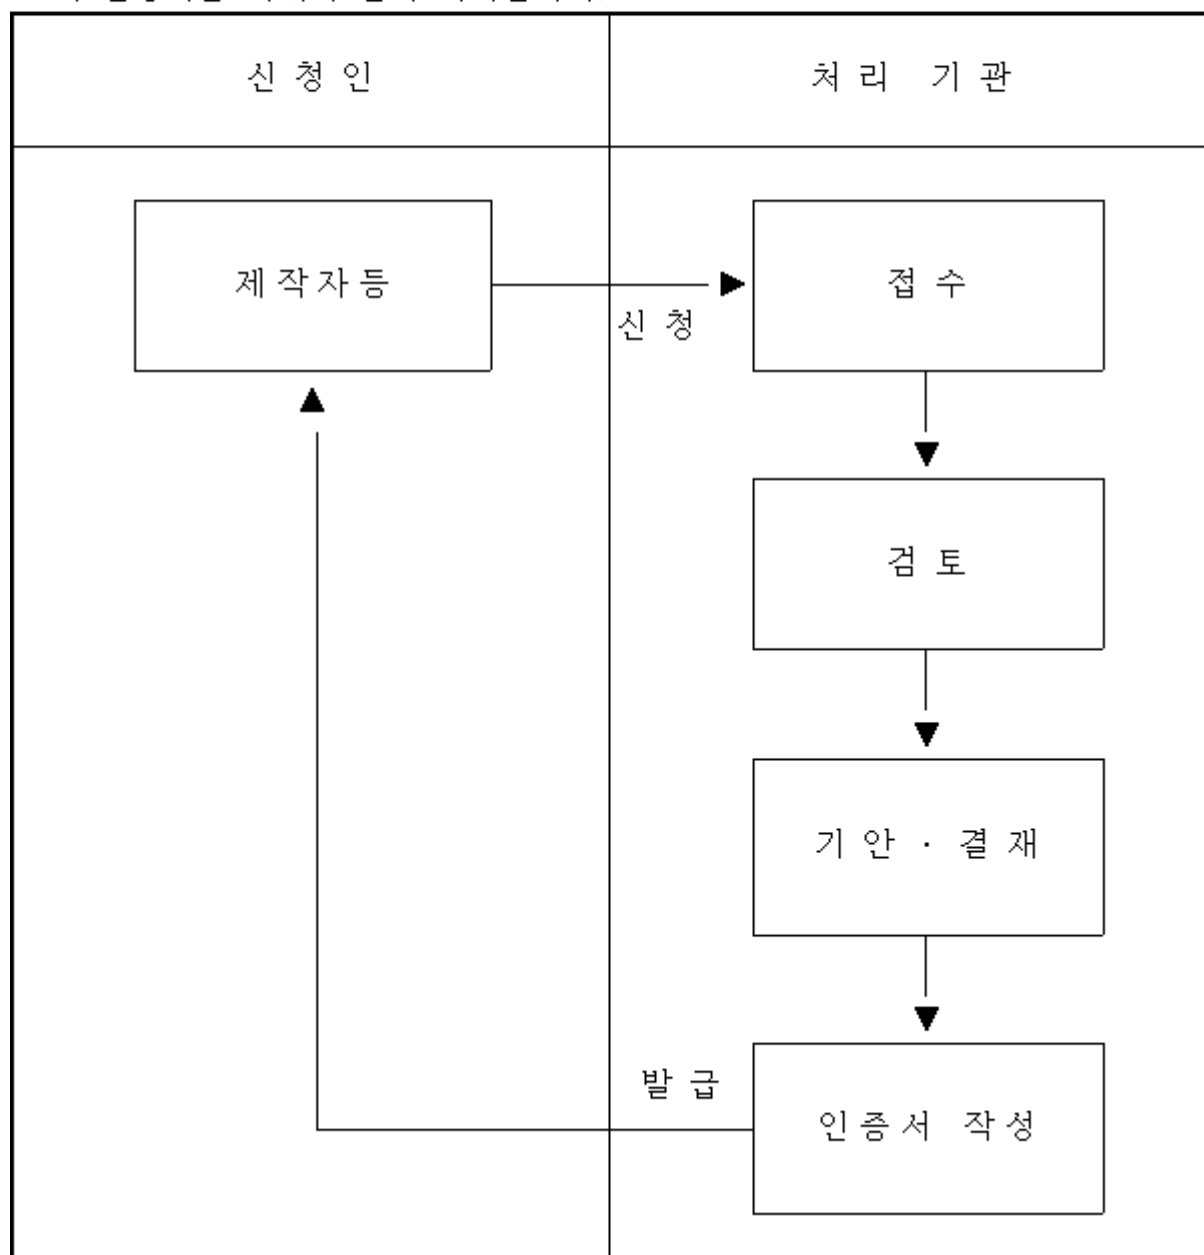 신 청 인
처 리 기 관
제 작 자 등
접 수
신 청
검 토
기 안 · 결 재
발 급
인 증 서 작 성